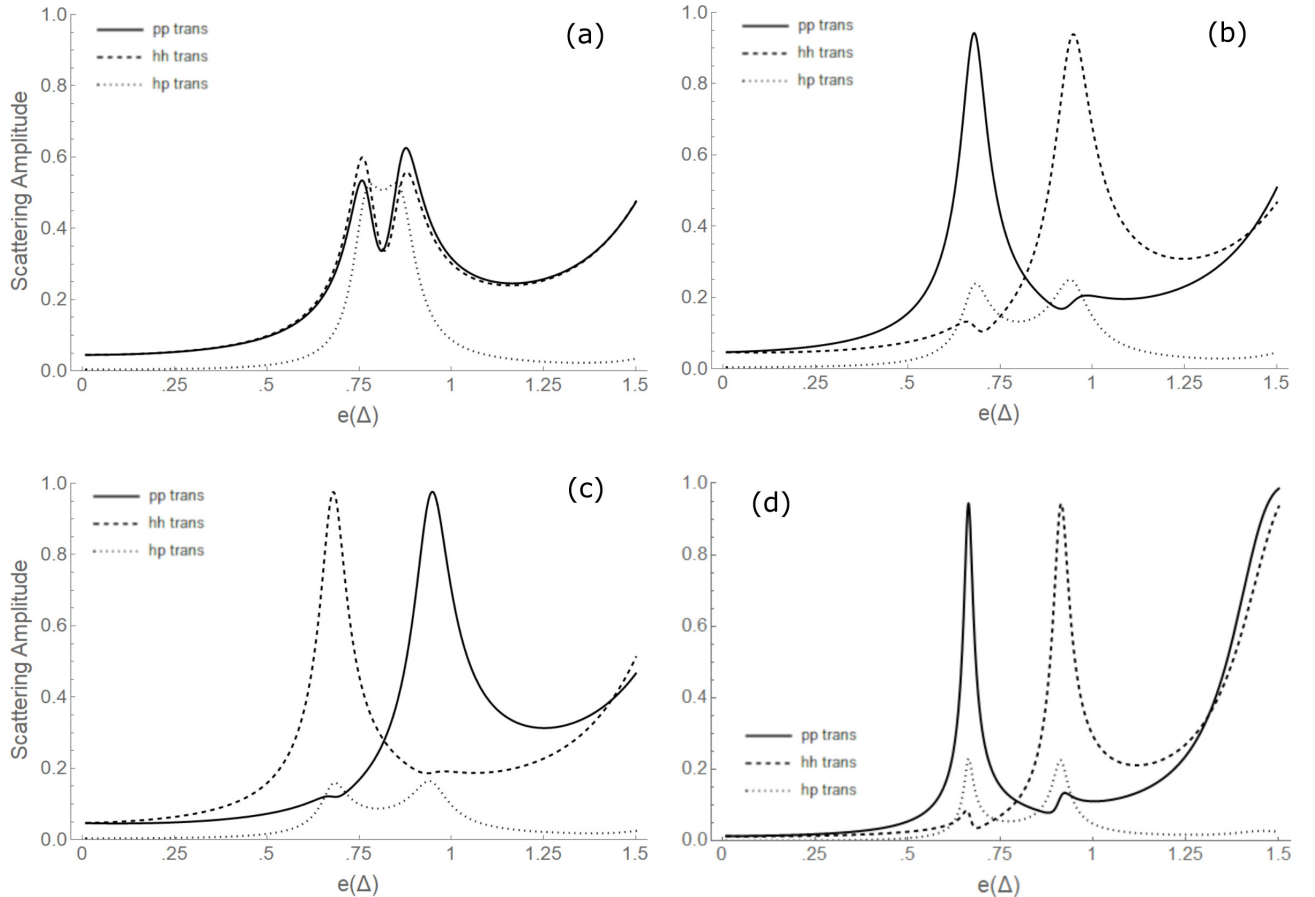 (a)
pp trans
hh trans
hp trans
Scattering Amplitude
1.0
0.8
0.6
0.4
0.2
0.0
0 .25 .5 .75 1 1.25 1.5
e(Δ)
(b)
pp trans
hh trans
hp trans
1.0
0.8
0.6
0.4
0.2
0.0
0 .25 .5 .75 1 1.25 1.5
e(Δ)
(c)
pp trans
hh trans
hp trans
Scattering Amplitude
1.0
0.8
0.6
0.4
0.2
0.0
0 .25 .5 .75 1 1.25 1.5
e(Δ)
(d)
pp trans
hh trans
hp trans
1.0
0.8
0.6
0.4
0.2
0.0
0 .25 .5 .75 1 1.25 1.5
e(Δ)